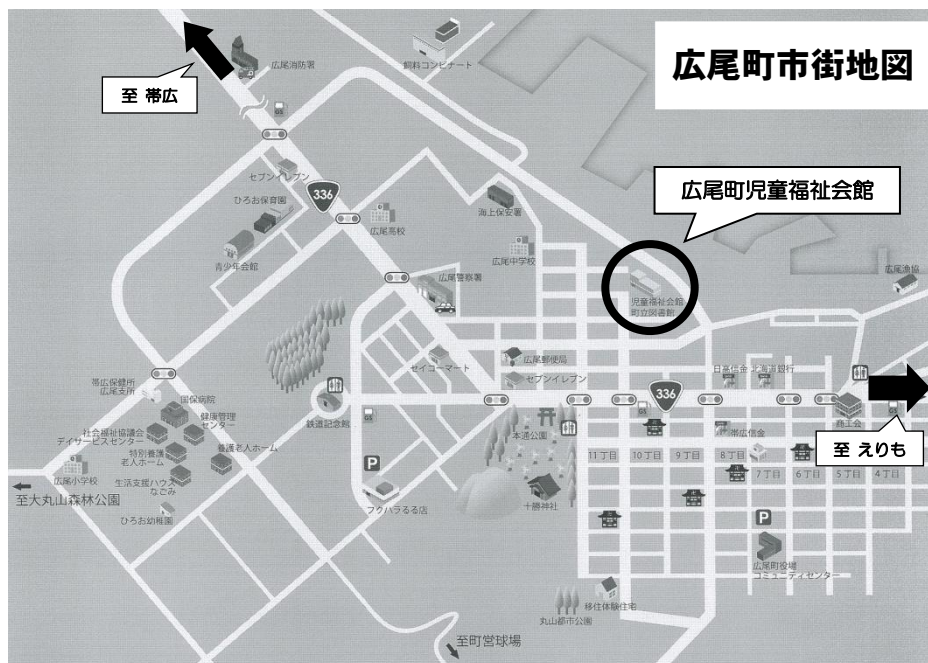 広尾町市街地図
広尾消防署
飼料コンビナート
至 帯広
GS
セブンイレブン
336
ひろお保育園
広尾高校
海上保安署
広尾町児童福祉会館
青少年会館
広尾中学校
広尾警察署
児童福祉会館
町立図書館
広尾漁協
セイコーマート
広尾郵便局
セブンイレブン
日高信金
北海道銀行
帯広保健所
広尾支所
国保病院
健康管理
センター
鉄道記念館
GS
GS
336
商工会
GS
至 えりも
社会福祉協議会
デイサービスセンター
特別養護
老人ホーム
養護老人ホーム
生活支援ハウス
なごみ
広尾小学校
至大丸山森林公園
ひろお幼稚園
P
フクハラるる店
本通公園
十勝神社
帯広信金
11丁目
10丁目
9丁目
8丁目
7丁目
6丁目
5丁目
4丁目
P
広尾町役場
コミュニティセンター
移住体験住宅
丸山都市公園
至町営球場